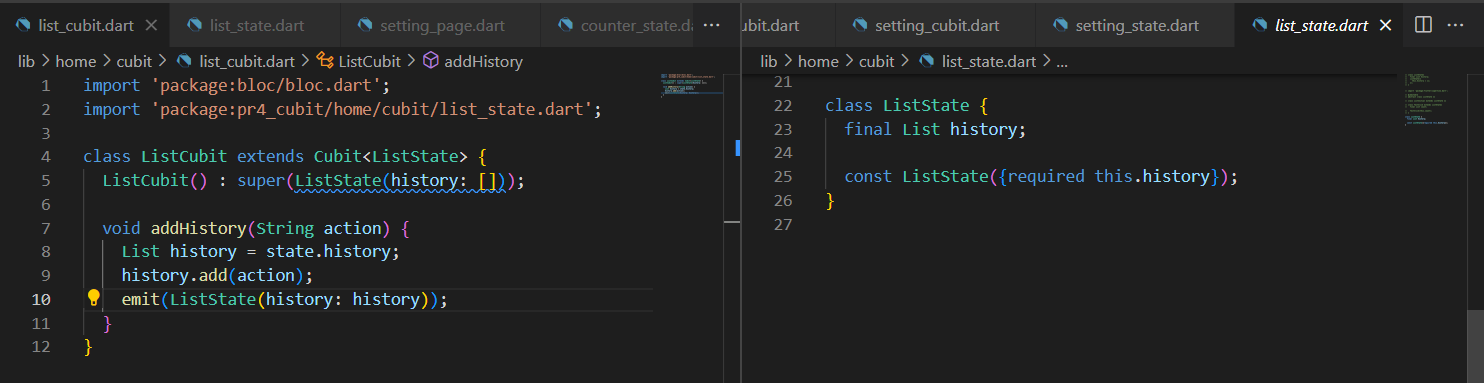 list_cubit.dart
list_state.dart
setting_page.dart
counter_state.da
lib > home > cubit > list_cubit.dart > ListCubit > addHistory
1 import 'package:bloc/bloc.dart';
2 import 'package:pr4_cubit/home/cubit/list_state.dart';
3
4 class ListCubit extends Cubit<ListState> {
5 ListCubit() : super(ListState(history: []));
6
7 void addHistory(String action) {
8 List history = state.history;
9 history.add(action);
10 emit(ListState(history: history));
11 }
12 }
ubit.dart
setting_cubit.dart
setting_state.dart
list_state.dart
lib > home > cubit > list_state.dart > ...
21
22 class ListState {
23 final List history;
24
25 const ListState({required this.history});
26 }
27